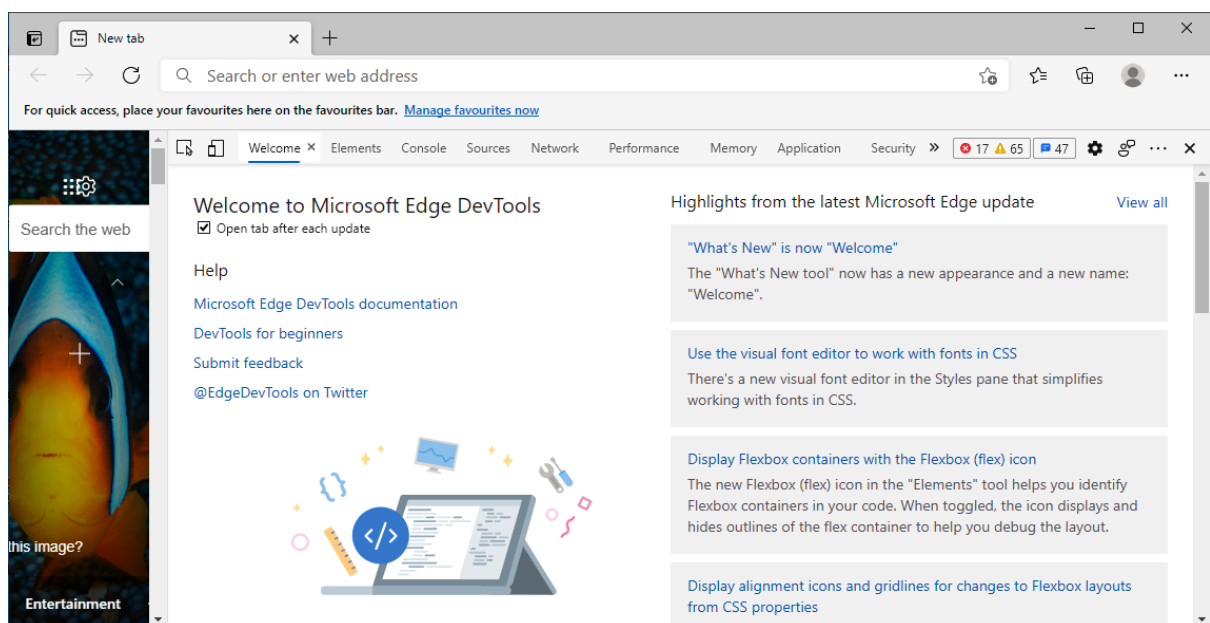 New tab
Search or enter web address
For quick access, place your favourites here on the favourites bar. Manage favourites now
Welcome Elements Console Sources Network Performance Memory Application Security 17 65 47
Search the web
this image?
Entertainment
Welcome to Microsoft Edge DevTools
Open tab after each update
Help
Microsoft Edge DevTools documentation
DevTools for beginners
Submit feedback
@EdgeDevTools on Twitter
</>
Highlights from the latest Microsoft Edge update View all
"What's New" is now "Welcome"
The "What's New tool" now has a new appearance and a new name:
"Welcome".
Use the visual font editor to work with fonts in CSS
There's a new visual font editor in the Styles pane that simplifies
working with fonts in CSS.
Display Flexbox containers with the Flexbox (flex) icon
The new Flexbox (flex) icon in the "Elements" tool helps you identify
Flexbox containers in your code. When toggled, the icon displays and
hides outlines of the flex container to help you debug the layout.
Display alignment icons and gridlines for changes to Flexbox layouts
from CSS properties